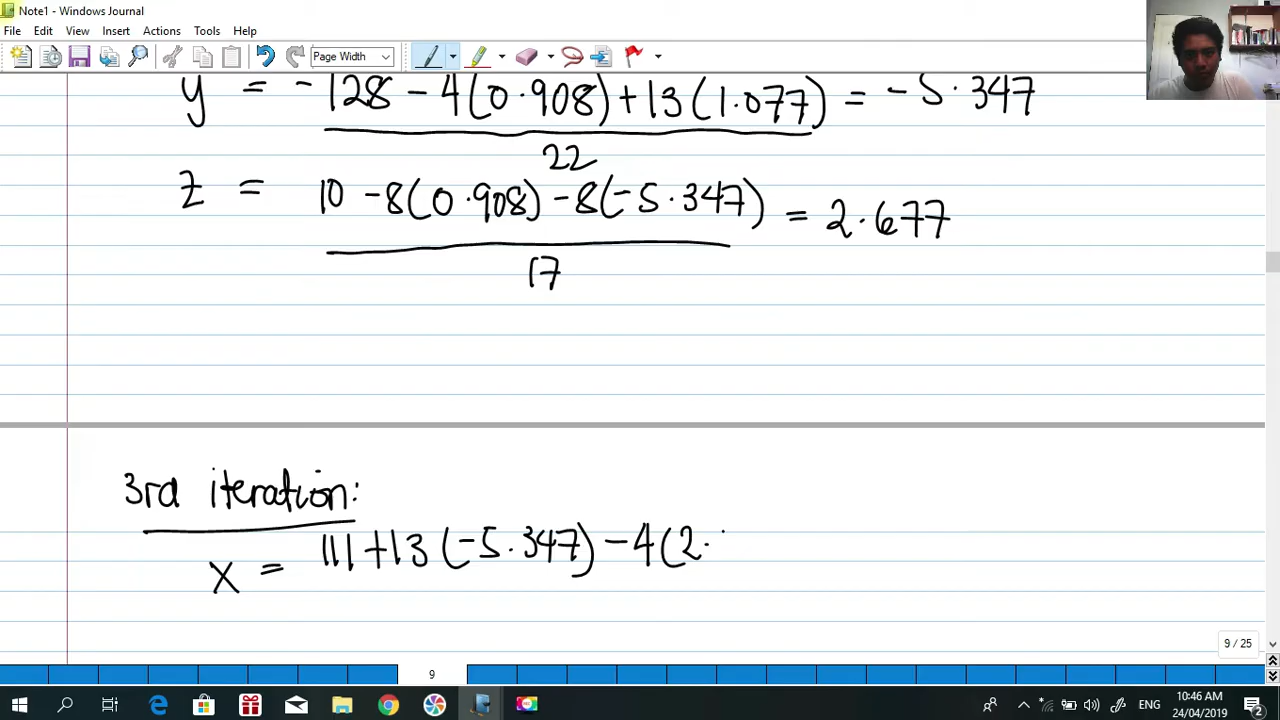 Note1 - Windows Journal
File Edit View Insert Actions Tools Help
Page Width
y = -128 - 4(0.908) + 13(1.077) = -5.347
22
z = 10 - 8(0.908) - 8(-5.347) = 2.677
17
3rd iteration:
x = 111 + 13(-5.347) - 4(2.
9 / 25
9
ENG
10:46 AM
24/04/2019
2